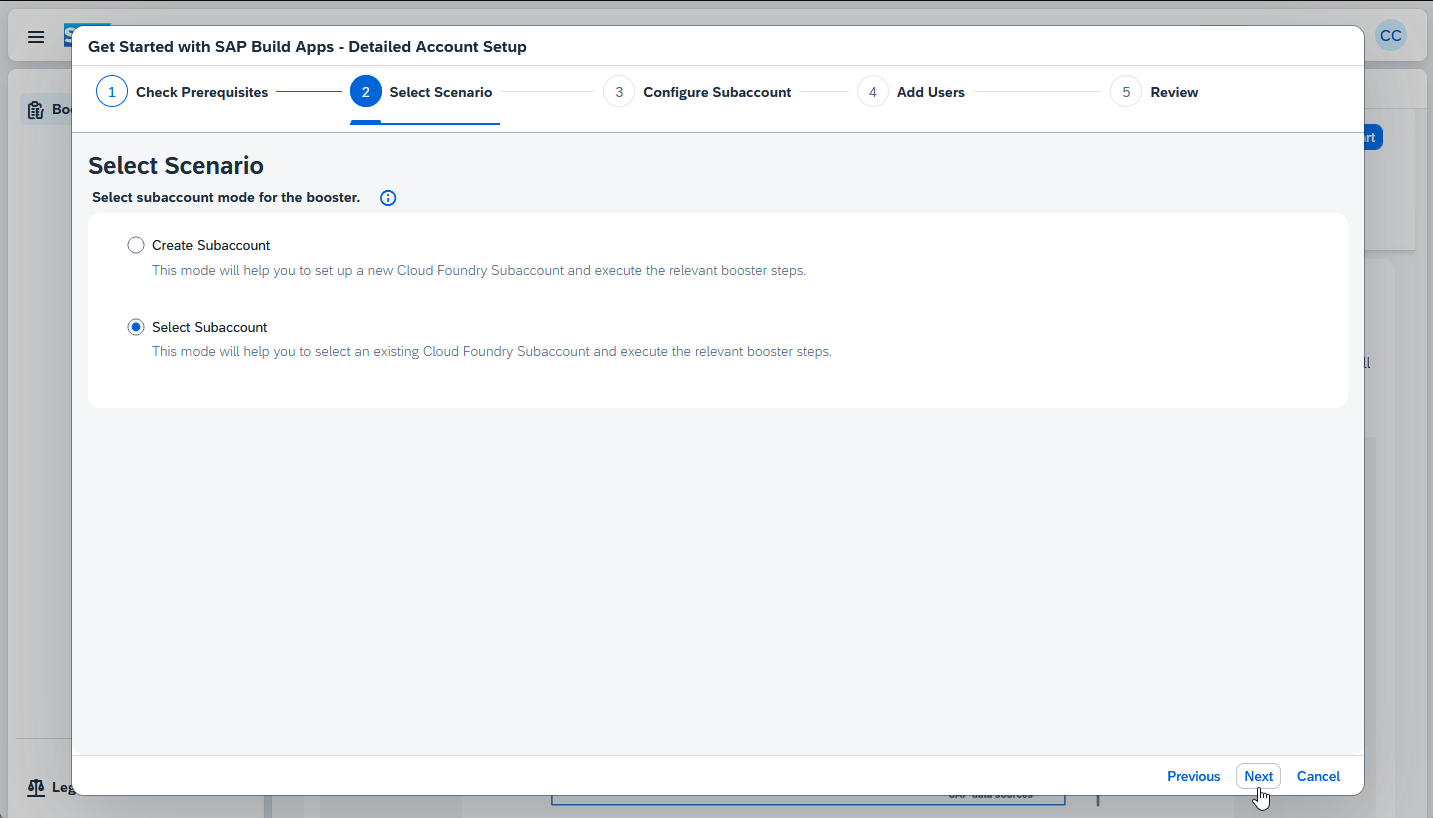 CC
Get Started with SAP Build Apps - Detailed Account Setup
1 Check Prerequisites
2 Select Scenario
3 Configure Subaccount
4 Add Users
5 Review
Select Scenario
Select subaccount mode for the booster.
Create Subaccount
This mode will help you to set up a new Cloud Foundry Subaccount and execute the relevant booster steps.
Select Subaccount
This mode will help you to select an existing Cloud Foundry Subaccount and execute the relevant booster steps.
Previous
Next
Cancel